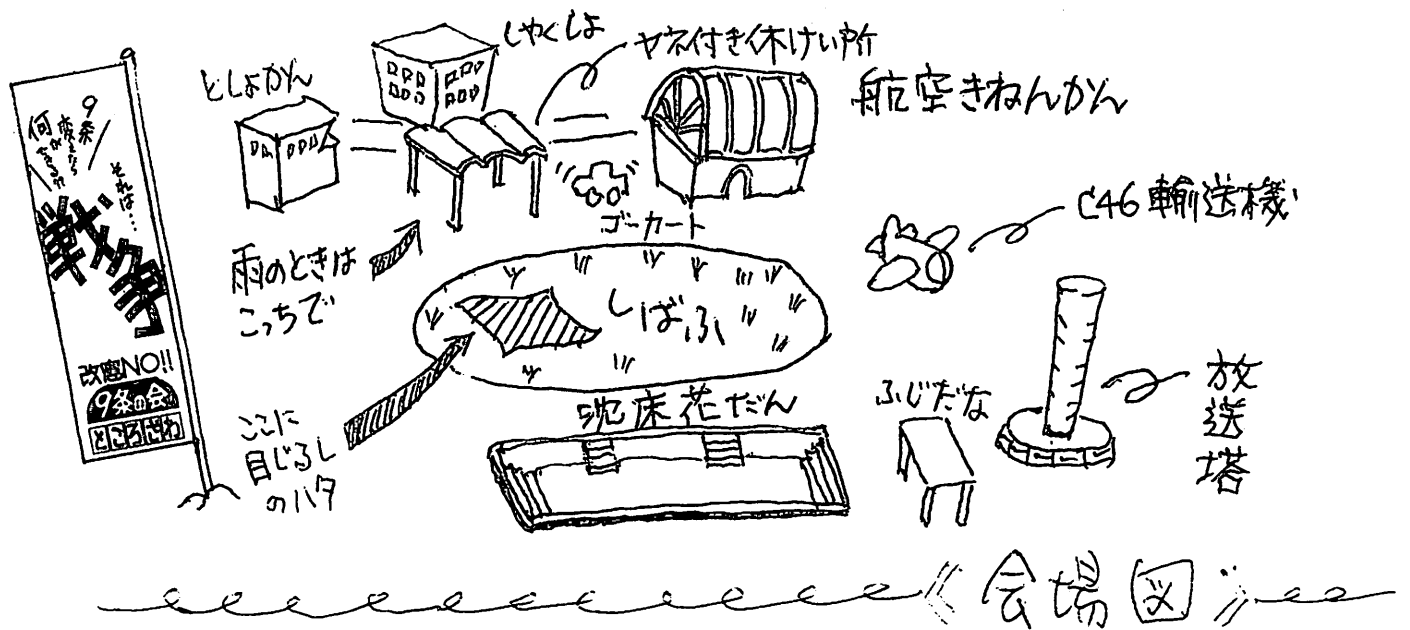 しやくしょ
ヤネ付き休けい所
としょかん
航空きねんかん
9条
変えたら
何が
それは…
戦争
改憲NO!!
9条の会
ところざわ
C46輸送機
ゴーカート
雨のときは
こっちで
しばふ
沈床花だん
ふじだな
放送塔
ここに
目じるし
のハタ
《会場図》